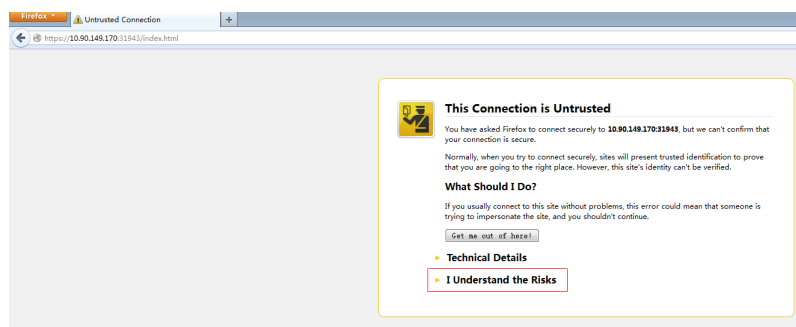 Firefox
Untrusted Connection
+
https://10.90.149.170:31943/index.html
This Connection is Untrusted
You have asked Firefox to connect securely to 10.90.149.170:31943, but we can't confirm that
your connection is secure.
Normally, when you try to connect securely, sites will present trusted identification to prove
that you are going to the right place. However, this site's identity can't be verified.
What Should I Do?
If you usually connect to this site without problems, this error could mean that someone is
trying to impersonate the site, and you shouldn't continue.
Get me out of here!
Technical Details
I Understand the Risks